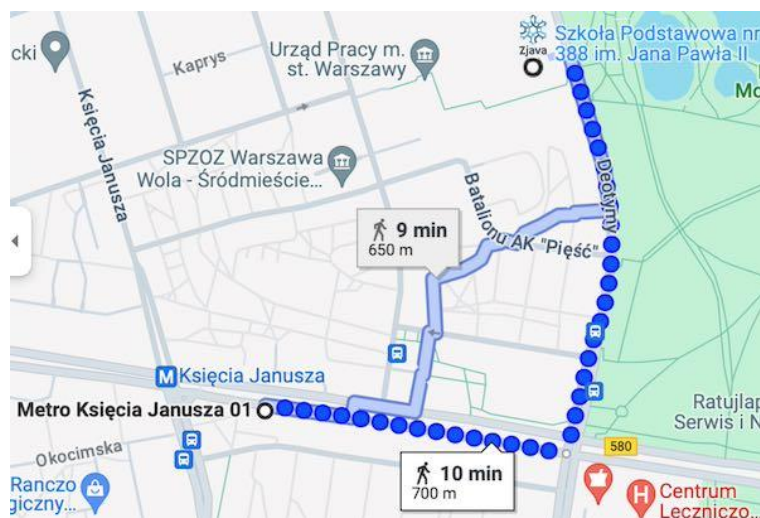 cki
Kaprys
Urząd Pracy m.
st. Warszawy
Zjava
Szkoła Podstawowa nr
388 im. Jana Pawła II
Mo
Księcia Janusza
SPZOZ Warszawa
Wola - Śródmieście...
Deotymy
Batalionu AK "Pięść"
9 min
650 m
M Księcia Janusza
Metro Księcia Janusza 01
Okocimska
Ranczo
giczny...
10 min
700 m
580
Ratujlap
Serwis i N
H Centrum
Leczniczo...